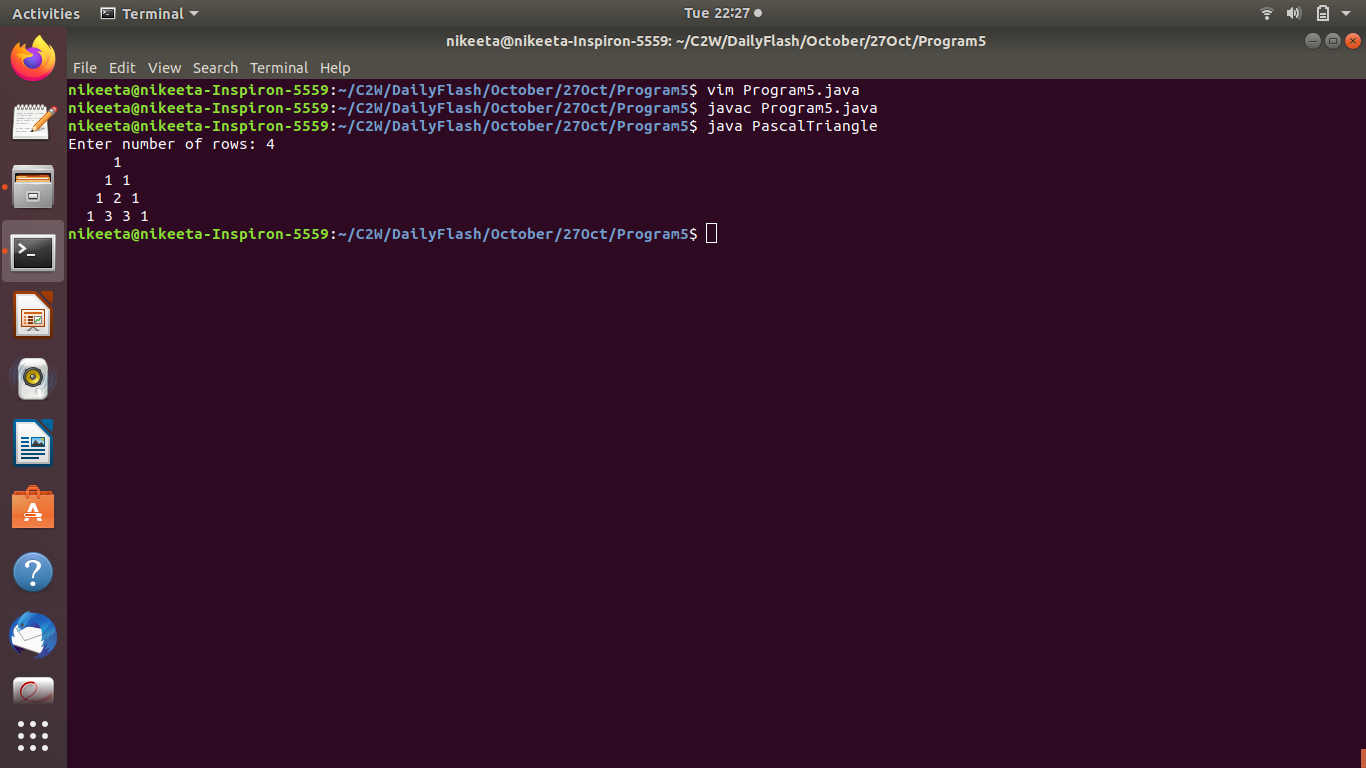 Activities Terminal Tue 22:27
nikeeta@nikeeta-Inspiron-5559: ~/C2W/DailyFlash/October/27Oct/Program5
File Edit View Search Terminal Help
nikeeta@nikeeta-Inspiron-5559:~/C2W/DailyFlash/October/27Oct/Program5$ vim Program5.java
nikeeta@nikeeta-Inspiron-5559:~/C2W/DailyFlash/October/27Oct/Program5$ javac Program5.java
nikeeta@nikeeta-Inspiron-5559:~/C2W/DailyFlash/October/27Oct/Program5$ java PascalTriangle
Enter number of rows: 4
     1
    1 1
   1 2 1
  1 3 3 1
nikeeta@nikeeta-Inspiron-5559:~/C2W/DailyFlash/October/27Oct/Program5$